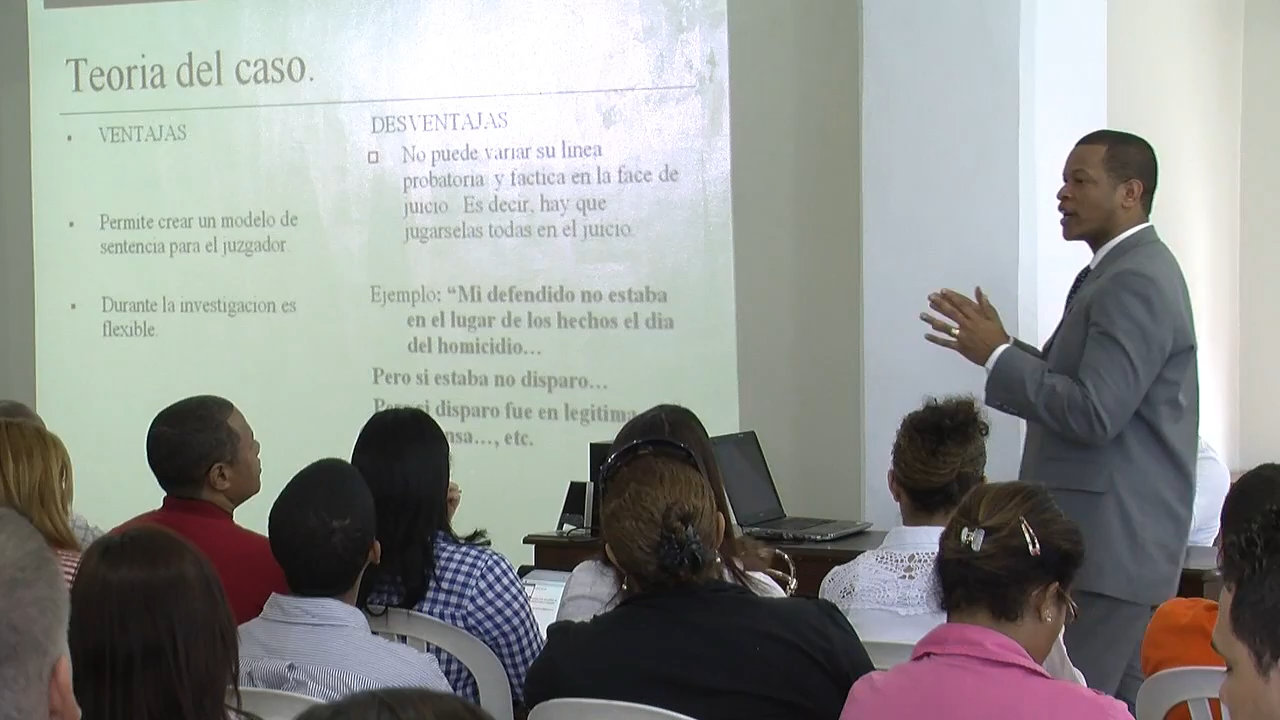 Teoria del caso.
VENTAJAS
Permite crear un modelo de
sentencia para el juzgador.
Durante la investigacion es
flexible.
DESVENTAJAS
No puede variar su linea
probatoria y factica en la face de
juicio Es decir, hay que
jugarselas todas en el juicio.
Ejemplo: “Mi defendido no estaba
en el lugar de los hechos el dia
del homicidio…
Pero si estaba no disparo…
si disparo fue en legitima
etc.